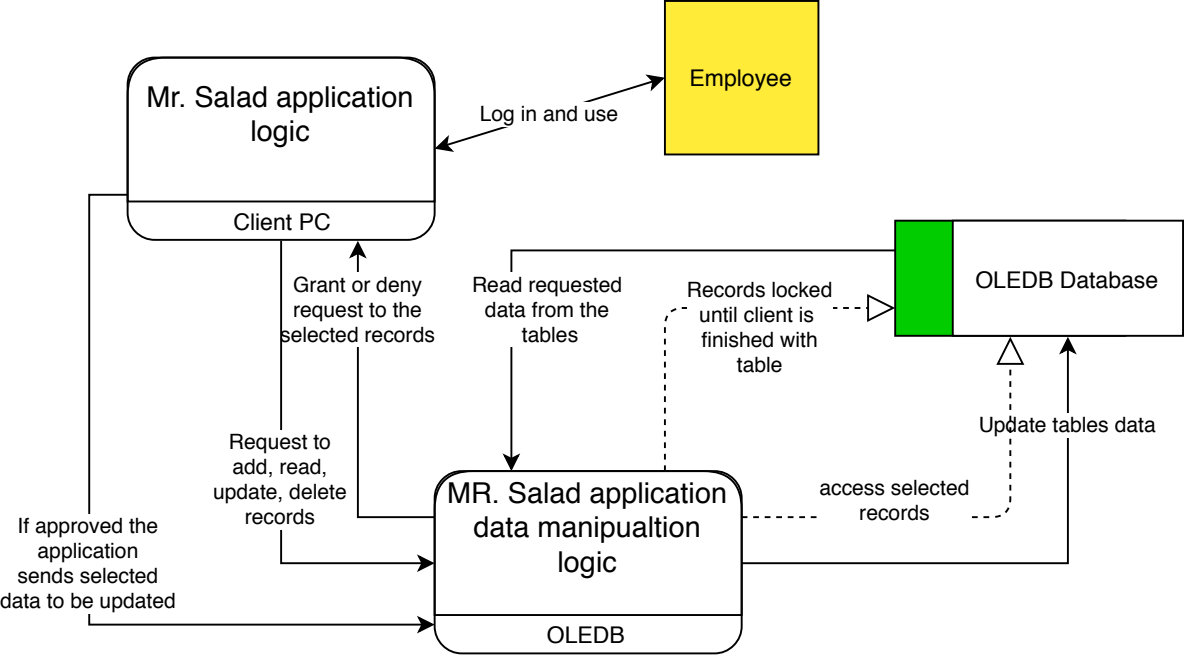 Employee
Mr. Salad application
logic
Log in and use
Client PC
OLEDB Database
Grant or deny
request to the
selected records
Read requested
data from the
tables
Records locked
until client is
finished with
table
Update tables data
Request to
add, read,
update, delete
records
access selected
records
MR. Salad application
data manipualtion
logic
If approved the
application
sends selected
data to be updated
OLEDB